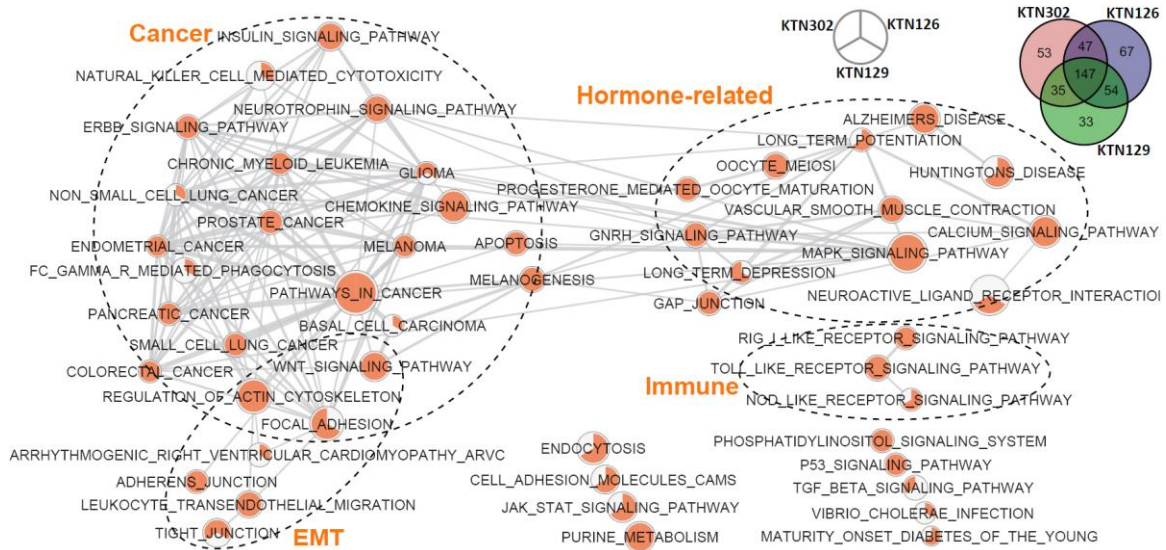 KTN302
KTN126
KTN129
KTN302
KTN126
53
47
67
147
35
54
33
KTN129
Cancer
INSULIN_SIGNALING_PATHWAY
NATURAL_KILLER_CELL_MEDIATED_CYTOTOXICITY
NEUROTROPHIN_SIGNALING_PATHWAY
ERBB_SIGNALING_PATHWAY
CHRONIC_MYELOID_LEUKEMIA
GLIOMA
NON_SMALL_CELL_LUNG_CANCER
CHEMOKINE_SIGNALING_PATHWAY
PROSTATE_CANCER
ENDOMETRIAL_CANCER
MELANOMA
APOPTOSIS
FC_GAMMA_R_MEDIATED_PHAGOCYTOSIS
MELANOGENESIS
PATHWAYS_IN_CANCER
PANCREATIC_CANCER
BASAL_CELL_CARCINOMA
SMALL_CELL_LUNG_CANCER
WNT_SIGNALING_PATHWAY
COLORECTAL_CANCER
REGULATION_OF_ACTIN_CYTOSKELETON
FOCAL_ADHESION
ARRHYTHMOGENIC_RIGHT_VENTRICULAR_CARDIOMYOPATHY_ARVC
ADHERENS_JUNCTION
LEUKOCYTE_TRANSENDOTHELIAL_MIGRATION
TIGHT_JUNCTION
EMT
Hormone-related
ALZHEIMERS_DISEASE
LONG_TERM_POTENTIATION
OOCYTE_MEIOSI
HUNTINGTONS_DISEASE
PROGESTERONE_MEDIATED_OOCYTE_MATURATION
VASCULAR_SMOOTH_MUSCLE_CONTRACTION
GNRH_SIGNALING_PATHWAY
CALCIUM_SIGNALING_PATHWAY
MAPK_SIGNALING_PATHWAY
LONG_TERM_DEPRESSION
NEUROACTIVE_LIGAND_RECEPTOR_INTERACTIO
GAP_JUNCTION
RIG_I_LIKE_RECEPTOR_SIGNALING_PATHWAY
TOLL_LIKE_RECEPTOR_SIGNALING_PATHWAY
Immune
NOD_LIKE_RECEPTOR_SIGNALING_PATHWAY
ENDOCYTOSIS
CELL_ADHESION_MOLECULES_CAMS
JAK_STAT_SIGNALING_PATHWAY
PURINE_METABOLISM
PHOSPHATIDYLINOSITOL_SIGNALING_SYSTEM
P53_SIGNALING_PATHWAY
TGF_BETA_SIGNALING_PATHWAY
VIBRIO_CHOLERAE_INFECTION
MATURITY_ONSET_DIABETES_OF_THE_YOUNG